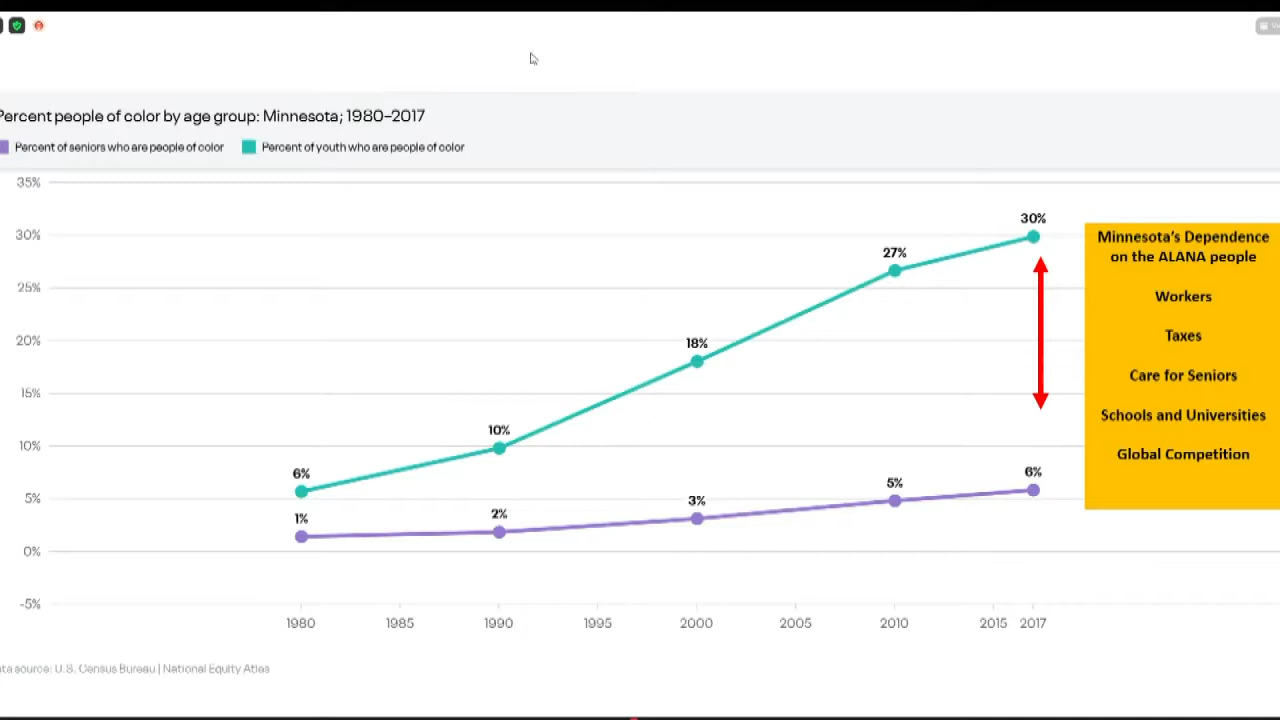 Percent people of color by age group: Minnesota; 1980–2017
Percent of seniors who are people of color
Percent of youth who are people of color
35%
30%
25%
20%
15%
10%
5%
0%
-5%
6%
10%
18%
27%
30%
1%
2%
3%
5%
6%
1980
1985
1990
1995
2000
2005
2010
2015
2017
Minnesota's Dependence
on the ALANA people
Workers
Taxes
Care for Seniors
Schools and Universities
Global Competition
source: U.S. Census Bureau | National Equity Atlas